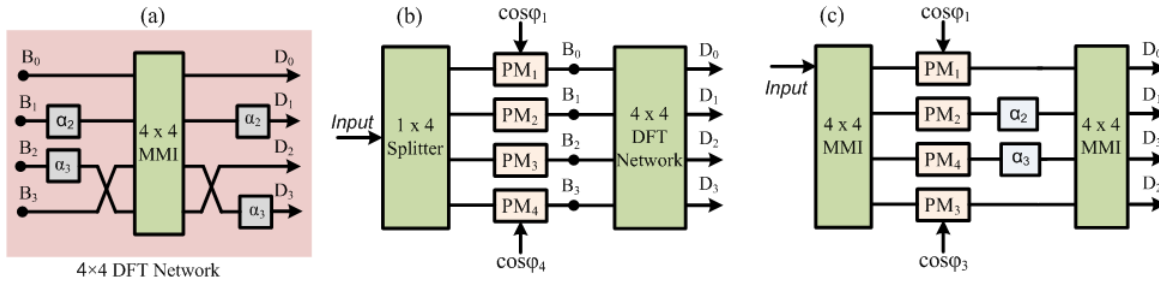 (a)
B0
D0
B1
α2
α2
D1
B2
α3
4 x 4
MMI
D2
B3
α3
D3
4×4 DFT Network
(b)
cosφ1
PM1
B0
D0
Input
1 x 4
Splitter
PM2
B1
4 x 4
DFT
Network
D1
PM3
B2
D2
PM4
B3
D3
cosφ4
(c)
cosφ1
Input
PM1
D0
4 x 4
MMI
PM2
α2
4 x 4
MMI
D1
PM4
α3
D3
PM3
D2
cosφ3